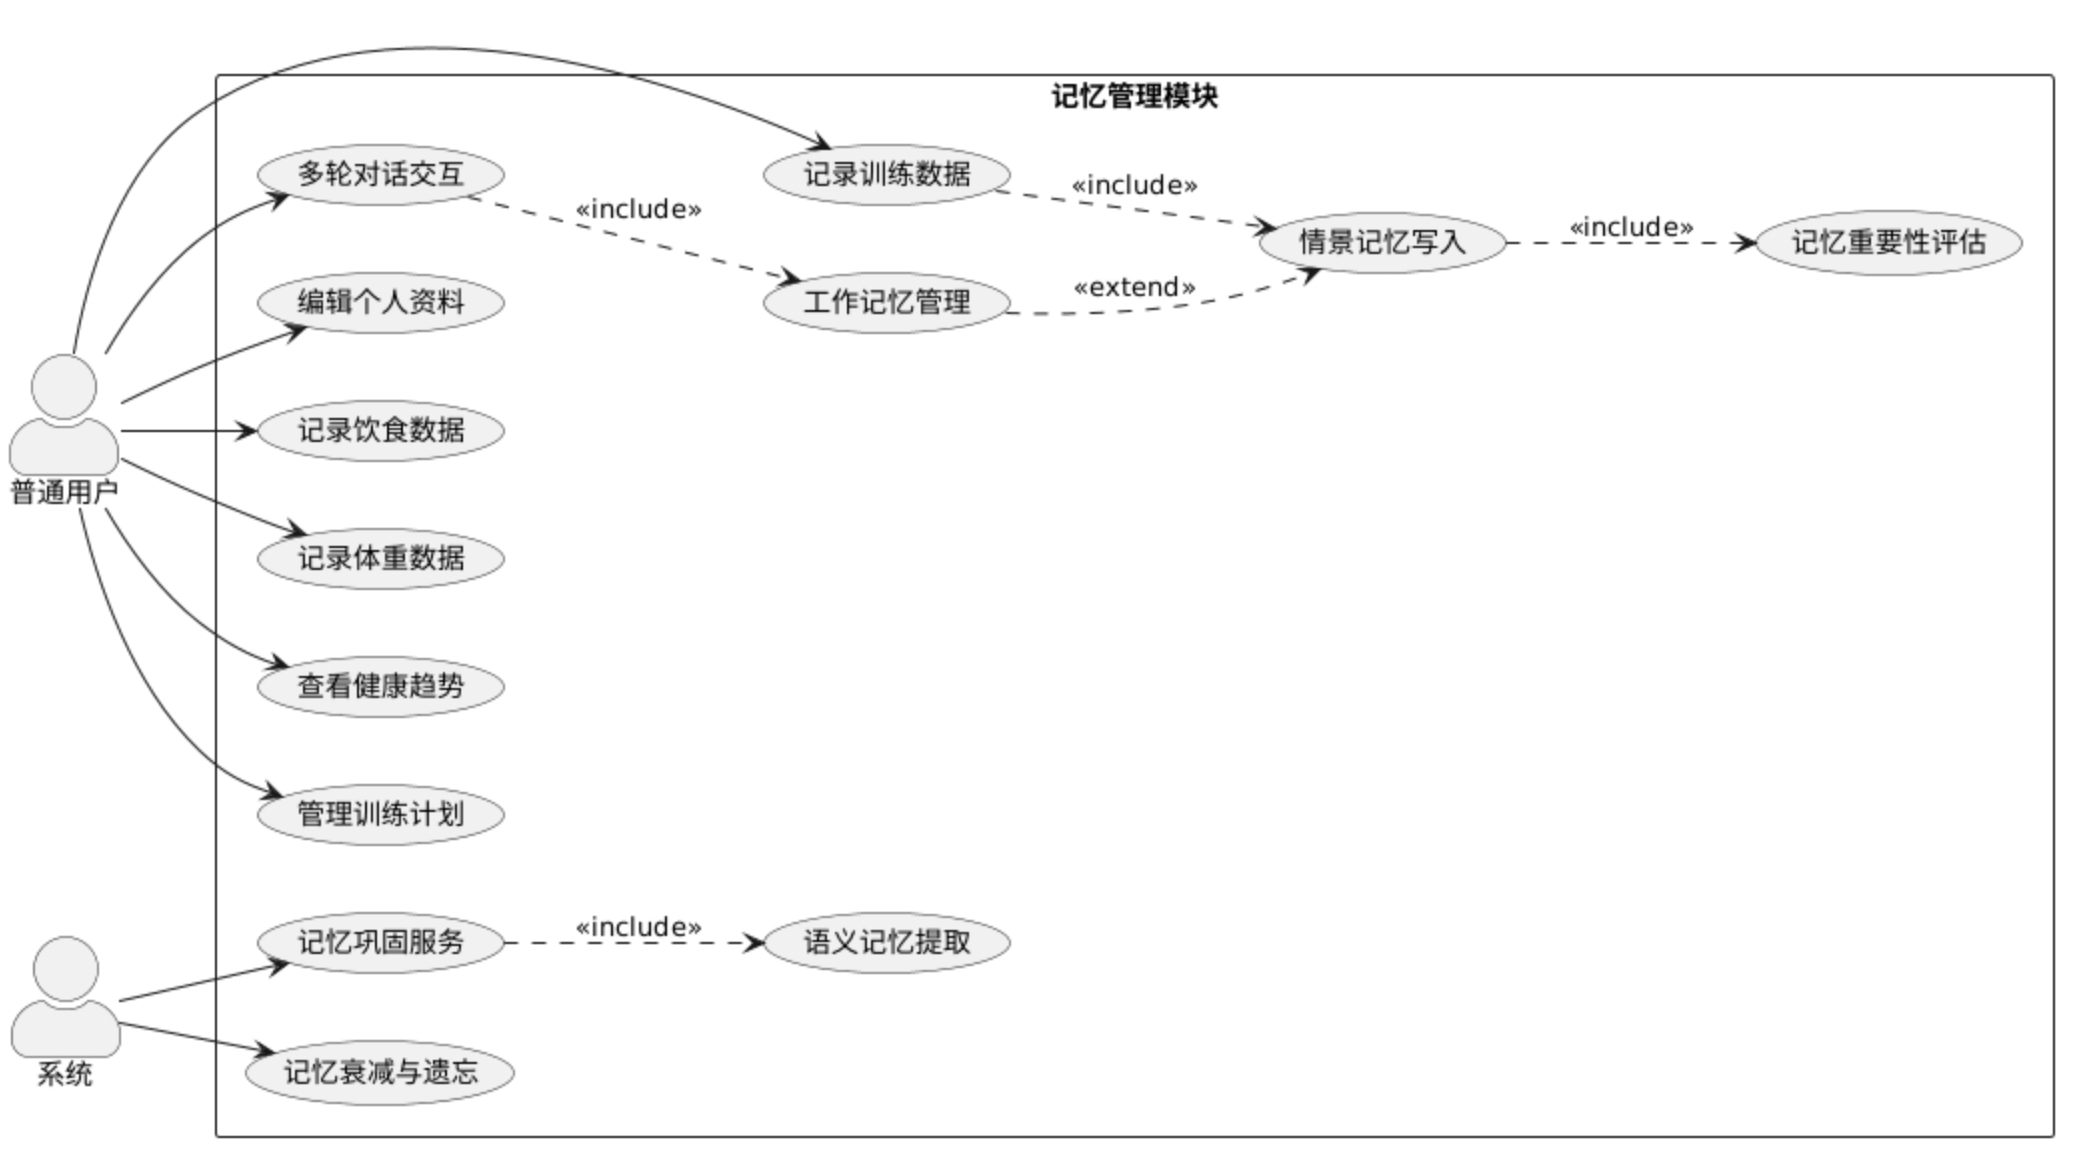 记忆管理模块
多轮对话交互
«include»
记录训练数据
«include»
情景记忆写入
«include»
记忆重要性评估
编辑个人资料
工作记忆管理
«extend»
记录饮食数据
普通用户
记录体重数据
查看健康趋势
管理训练计划
记忆巩固服务
«include»
语义记忆提取
系统
记忆衰减与遗忘